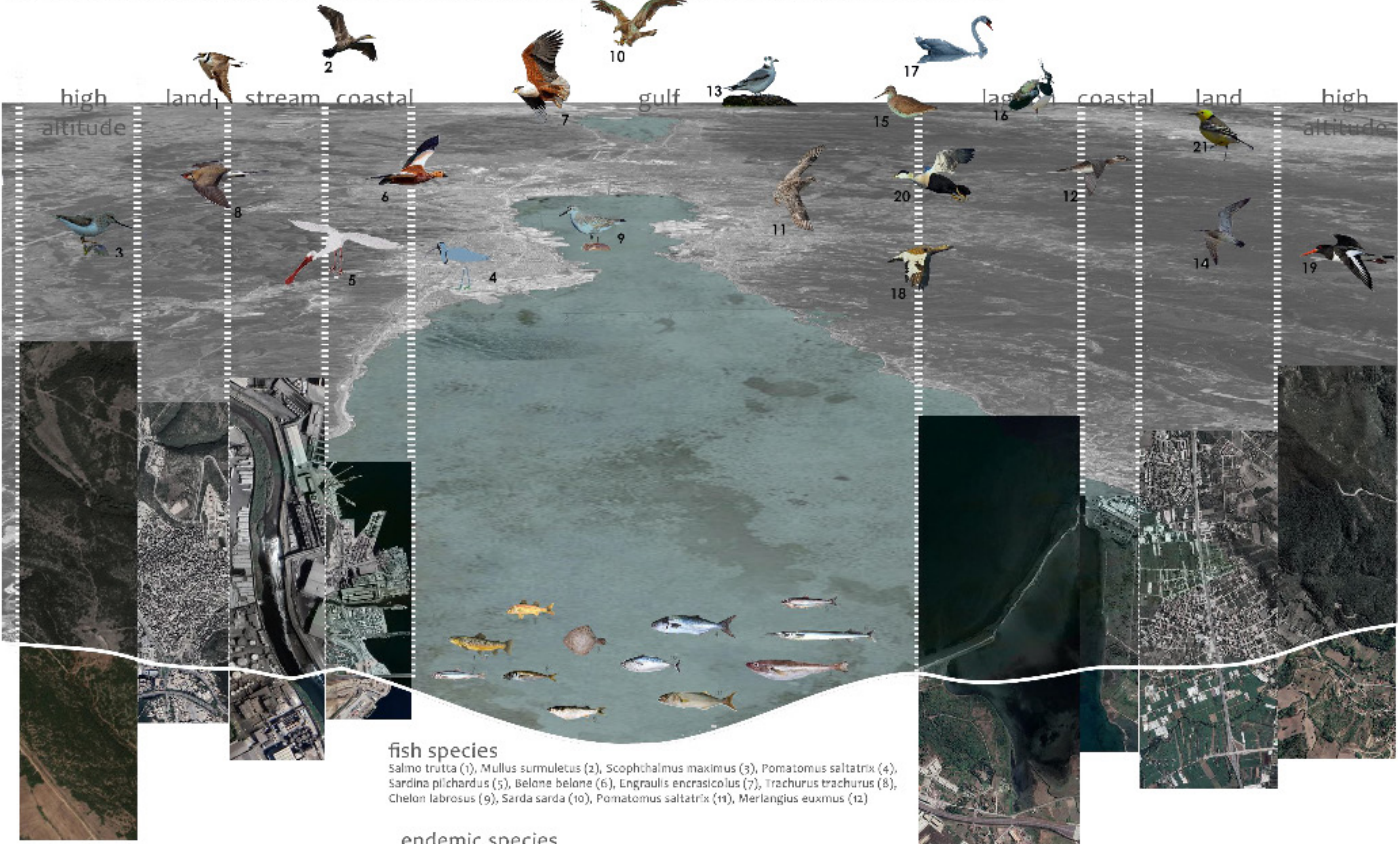 10
2
17
7
13
1
high
land
stream
coastal
gulf
lagoon
coastal
land
high
altitude
altitude
15
16
21
6
8
11
20
12
3
5
4
9
18
14
19
fish species
Salmo trutta (1), Mullus surmuletus (2), Scophthalmus maximus (3), Pomatomus saltatrix (4),
Sardina pilchardus (5), Belone belone (6), Engraulis encrasicolus (7), Trachurus trachurus (8),
Chelon labrosus (9), Sarda sarda (10), Pomatomus saltatrix (11), Merlangius euxmus (12)
endemic species